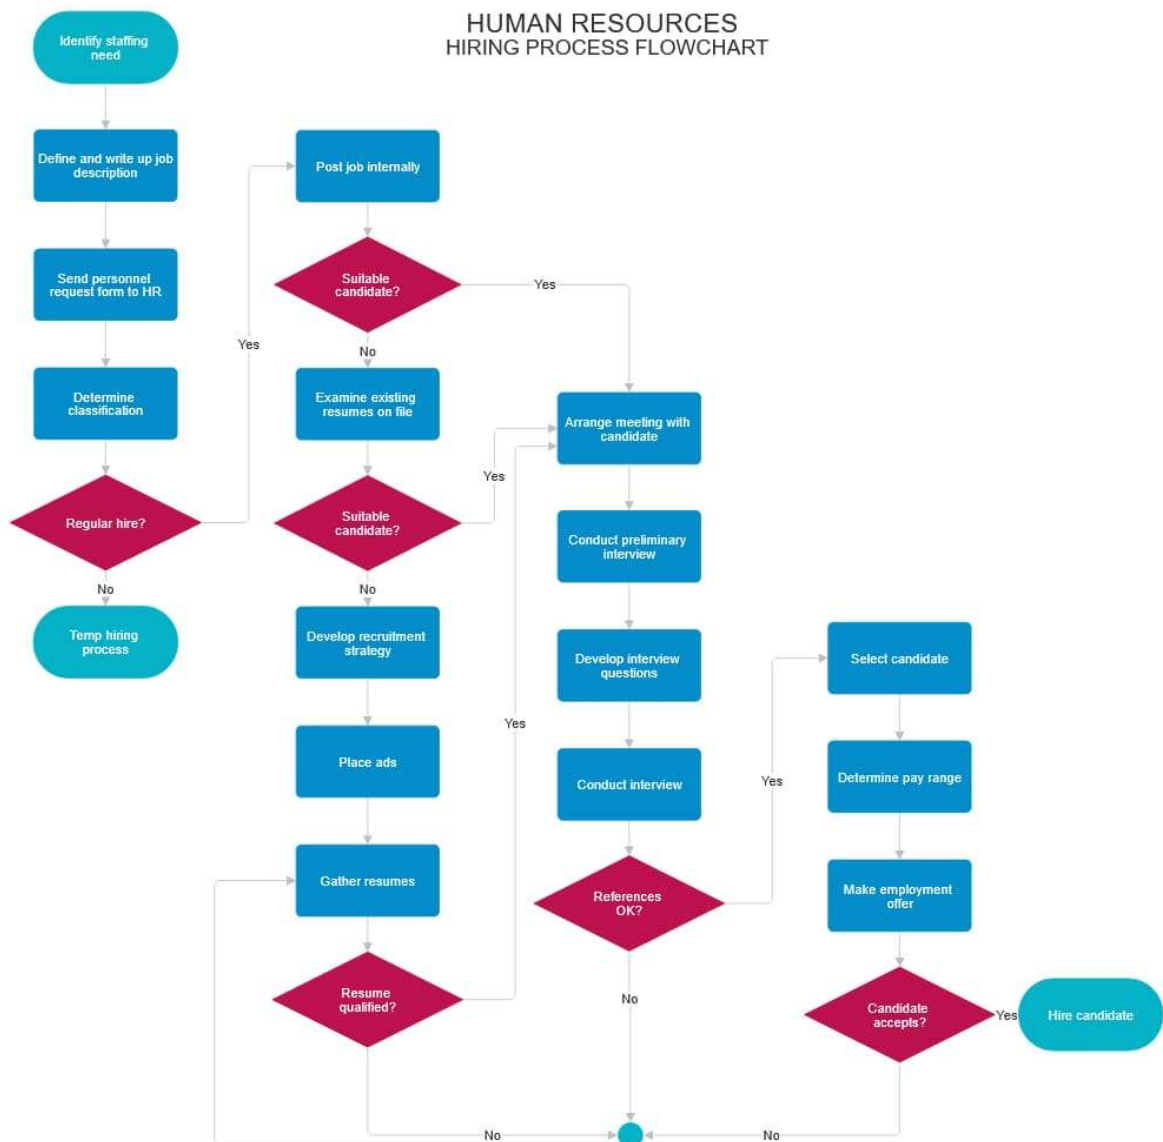 HUMAN RESOURCES
HIRING PROCESS FLOWCHART
Identify staffing
need
Define and write up job
description
Send personnel
request form to HR
Determine
classification
Regular hire?
Yes
No
Temp hiring
process
Post job internally
Suitable
candidate?
Yes
No
Examine existing
resumes on file
Suitable
candidate?
Yes
No
Develop recruitment
strategy
Place ads
Gather resumes
Resume
qualified?
Yes
No
Arrange meeting with
candidate
Conduct preliminary
interview
Develop interview
questions
Conduct interview
References
OK?
Yes
No
Select candidate
Determine pay range
Make employment
offer
Candidate
accepts?
Yes
No
Hire candidate